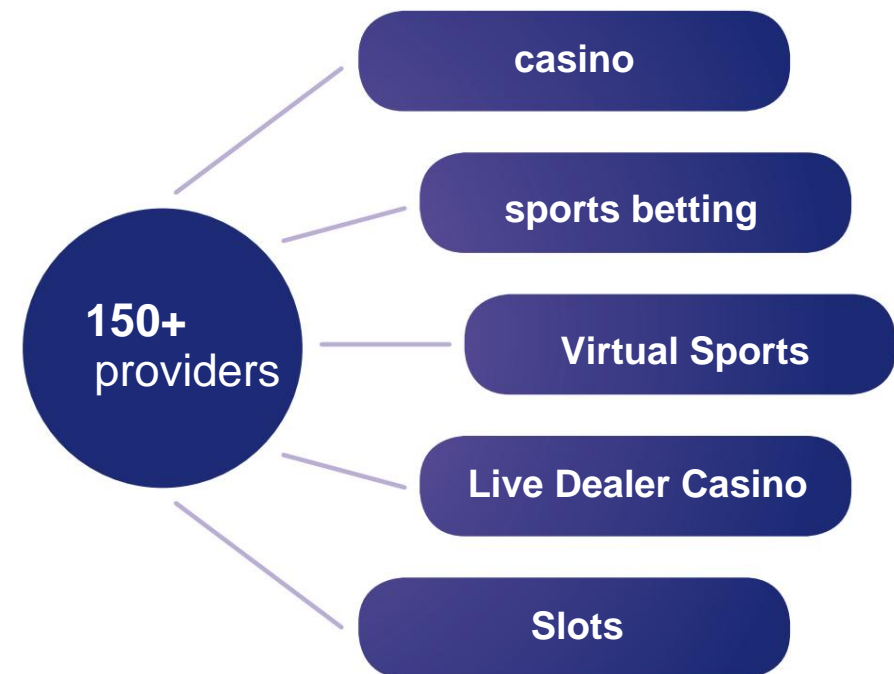 casino
sports betting
150+
providers
Virtual Sports
Live Dealer Casino
Slots